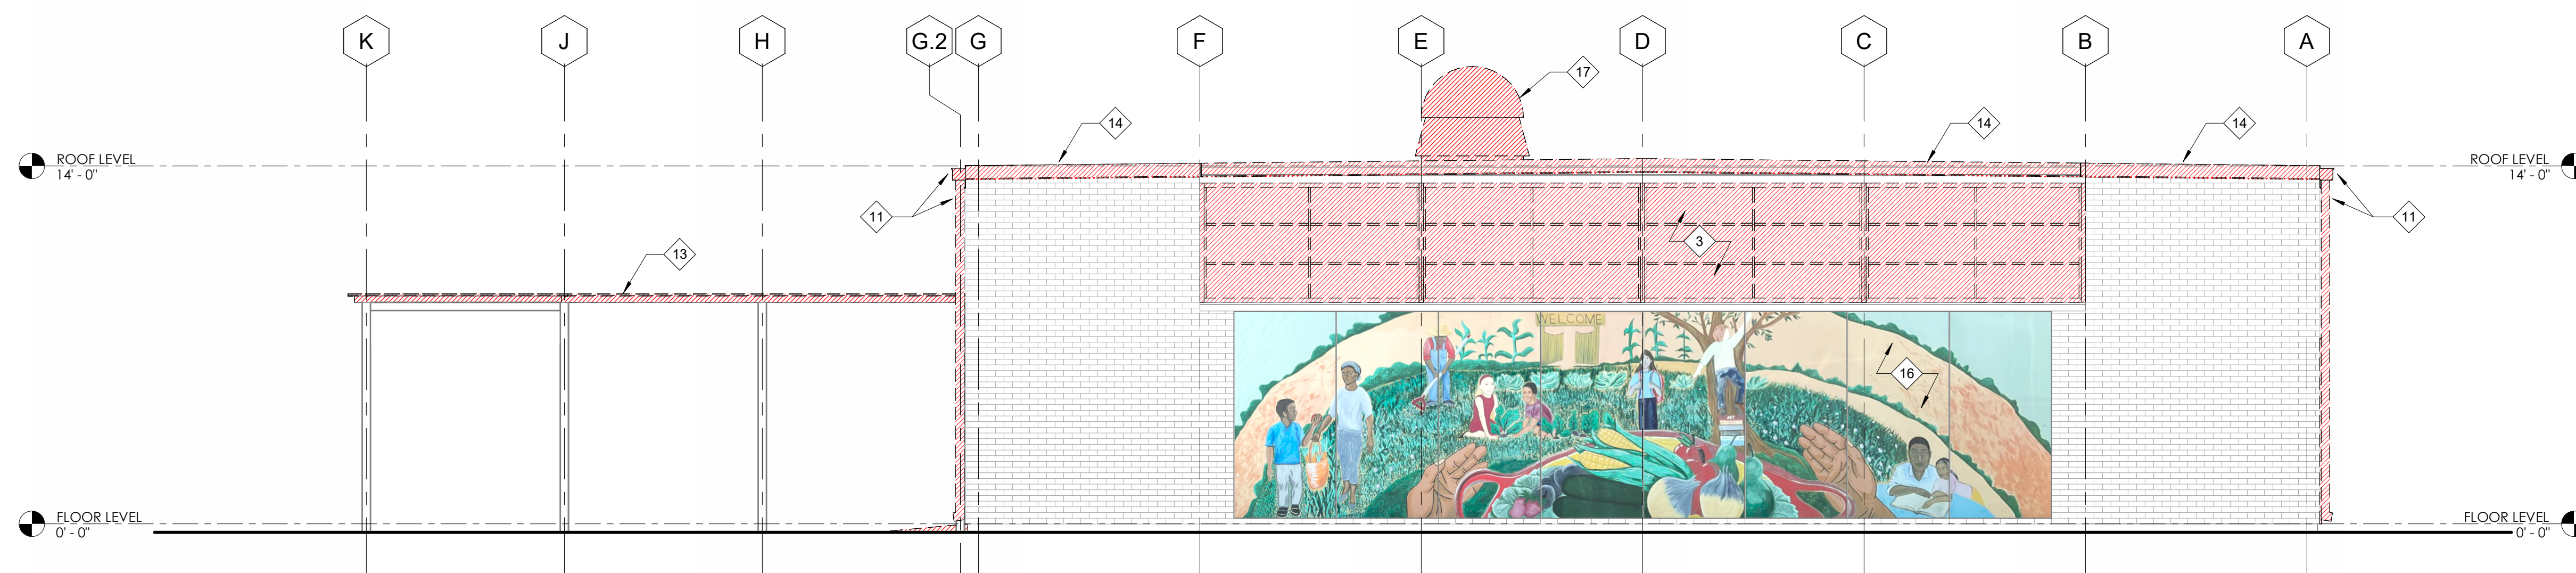 K J H G.2 G F E D C B A
17
14 14 14
ROOF LEVEL
14' - 0"
ROOF LEVEL
14' - 0"
11 11
3
13
WELCOME
16
ART
FLOOR LEVEL
0' - 0"
FLOOR LEVEL
0' - 0"